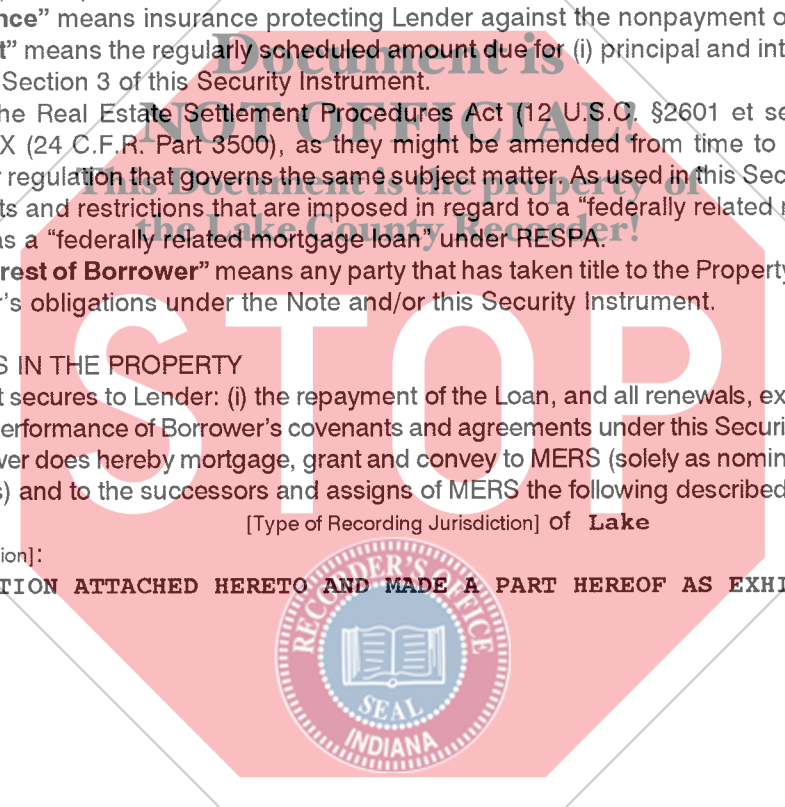 nce” means insurance protecting Lender against the nonpayment o
t” means the regularly scheduled amount due for (i) principal and int
Section 3 of this Security Instrument.
he Real Estate Settlement Procedures Act (12 U.S.C. §2601 et se
X (24 C.F.R. Part 3500), as they might be amended from time to
r regulation that governs the same subject matter. As used in this Sec
ts and restrictions that are imposed in regard to a “federally related
as a “federally related mortgage loan” under RESPA.
rest of Borrower” means any party that has taken title to the Property
r’s obligations under the Note and/or this Security Instrument.
Document is
NOT OFFICIAL!
This Document is the property of
the Lake County Recorder!
STOP
S IN THE PROPERTY
t secures to Lender: (i) the repayment of the Loan, and all renewals, ex
erformance of Borrower’s covenants and agreements under this Securi
wer does hereby mortgage, grant and convey to MERS (solely as nomin
s) and to the successors and assigns of MERS the following described
[Type of Recording Jurisdiction] of Lake
ion]:
TION ATTACHED HERETO AND MADE A PART HEREOF AS EXHI
RECORDER'S OFFICE
SEAL
INDIANA